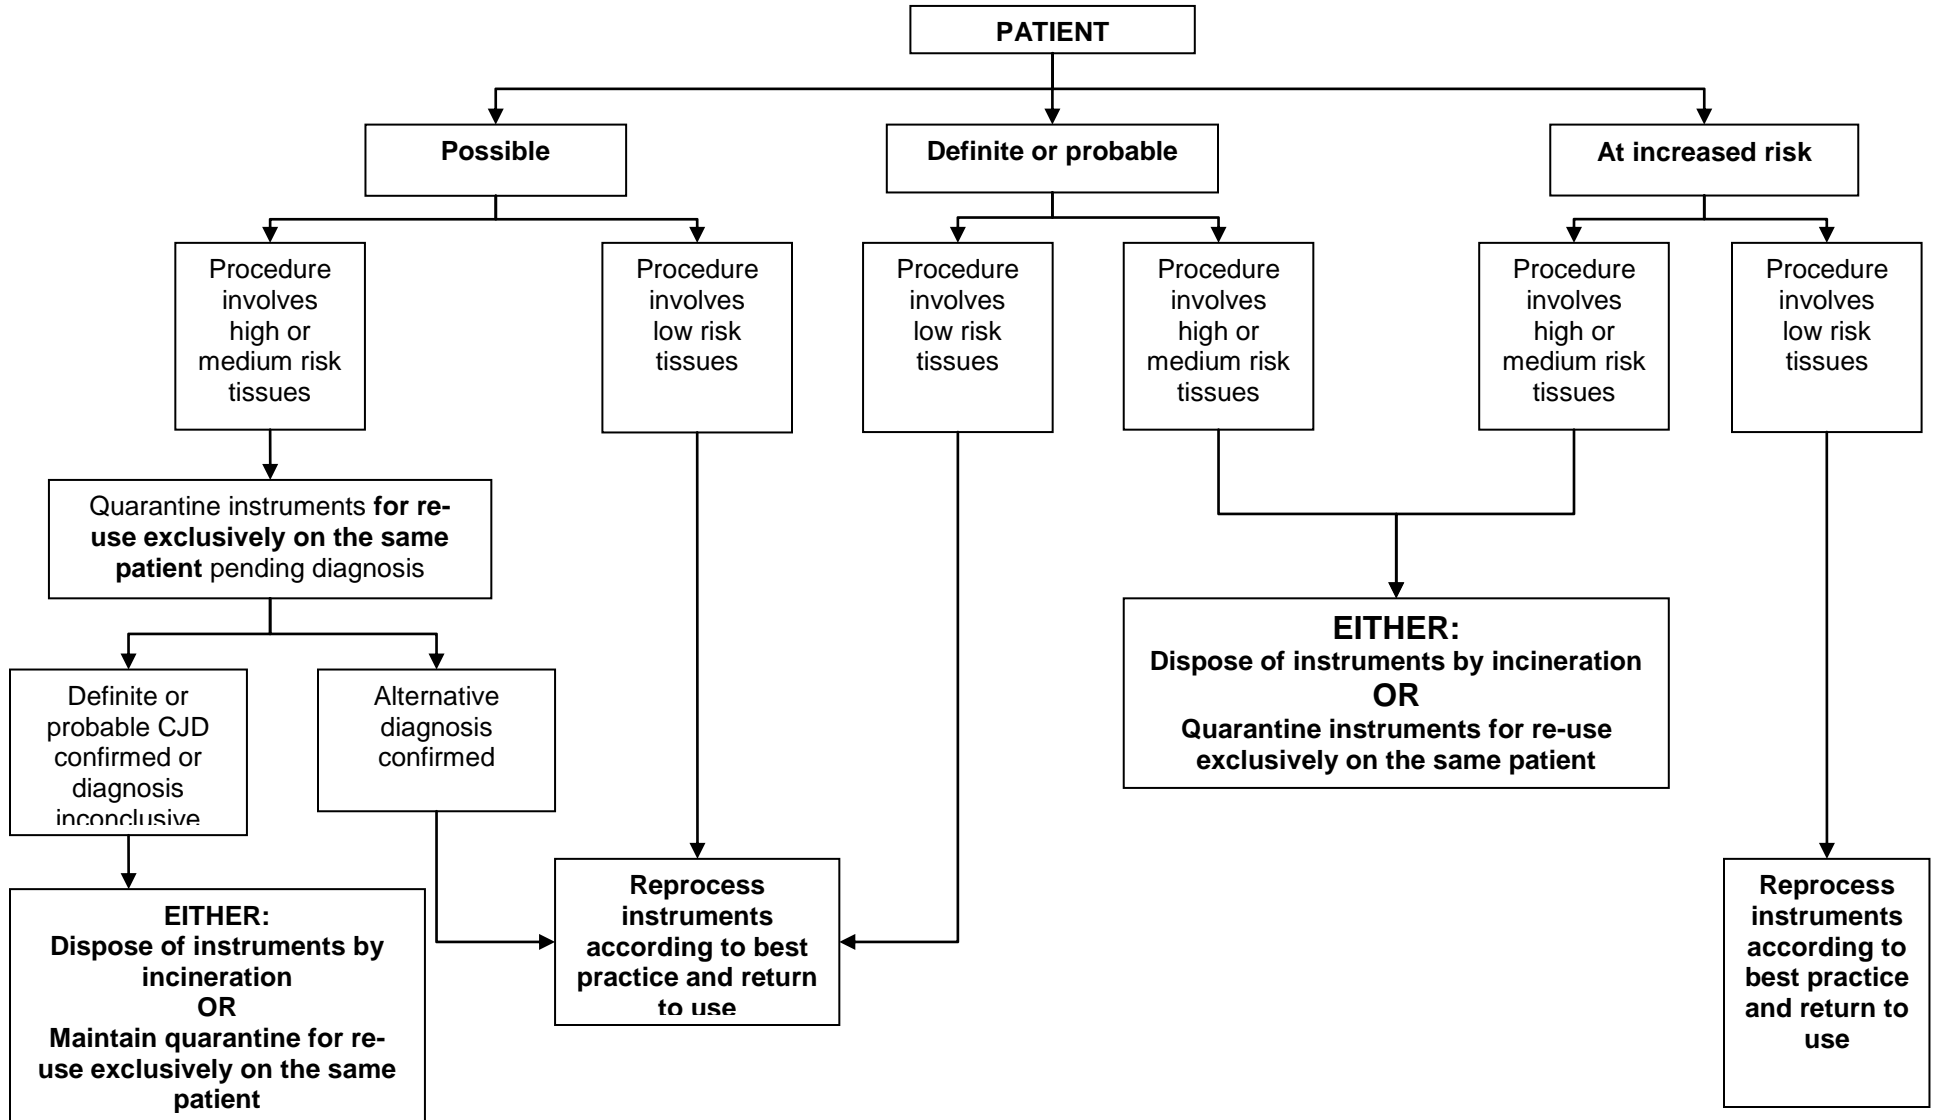 PATIENT
Possible
Definite or probable
At increased risk
Procedure
involves
high or
medium risk
tissues
Procedure
involves
low risk
tissues
Procedure
involves
low risk
tissues
Procedure
involves
high or
medium risk
tissues
Procedure
involves
high or
medium risk
tissues
Procedure
involves
low risk
tissues
Quarantine instruments for re-
use exclusively on the same
patient pending diagnosis
Definite or
probable CJD
confirmed or
diagnosis
inconclusive
Alternative
diagnosis
confirmed
EITHER:
Dispose of instruments by incineration
OR
Quarantine instruments for re-use
exclusively on the same patient
EITHER:
Dispose of instruments by
incineration
OR
Maintain quarantine for re-
use exclusively on the same
patient
Reprocess
instruments
according to best
practice and return
to use
Reprocess
instruments
according to
best practice
and return to
use